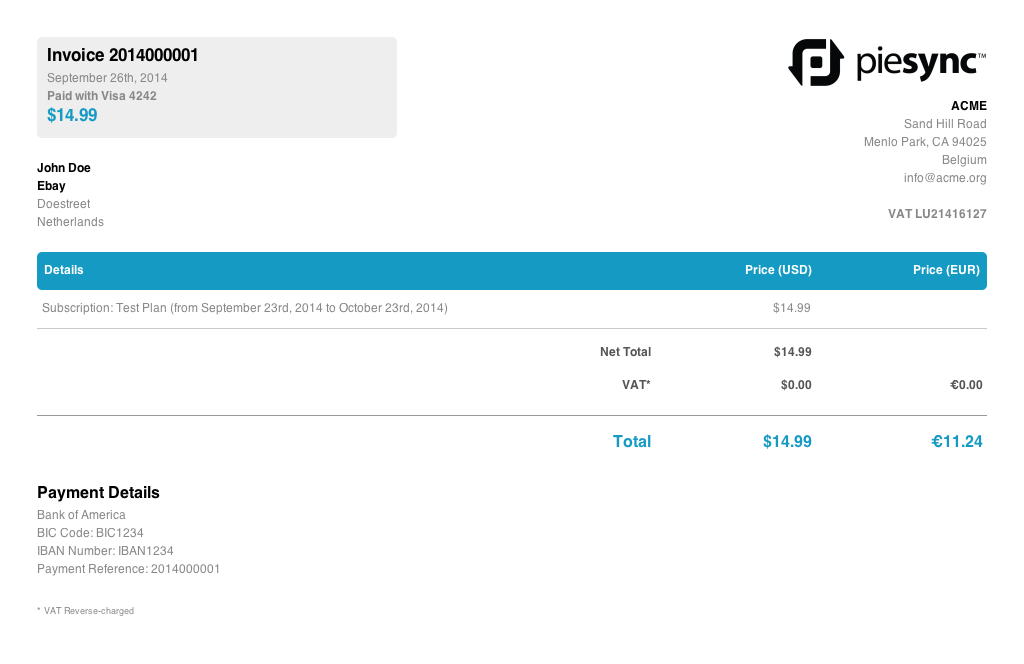 Invoice 2014000001
September 26th, 2014
Paid with Visa 4242
$14.99
piesync™
ACME
Sand Hill Road
Menlo Park, CA 94025
Belgium
info@acme.org
VAT LU21416127
John Doe
Ebay
Doestreet
Netherlands
Details Price (USD) Price (EUR)
Subscription: Test Plan (from September 23rd, 2014 to October 23rd, 2014) $14.99
Net Total $14.99
VAT* $0.00 €0.00
Total $14.99 €11.24
Payment Details
Bank of America
BIC Code: BIC1234
IBAN Number: IBAN1234
Payment Reference: 2014000001
* VAT Reverse-charged